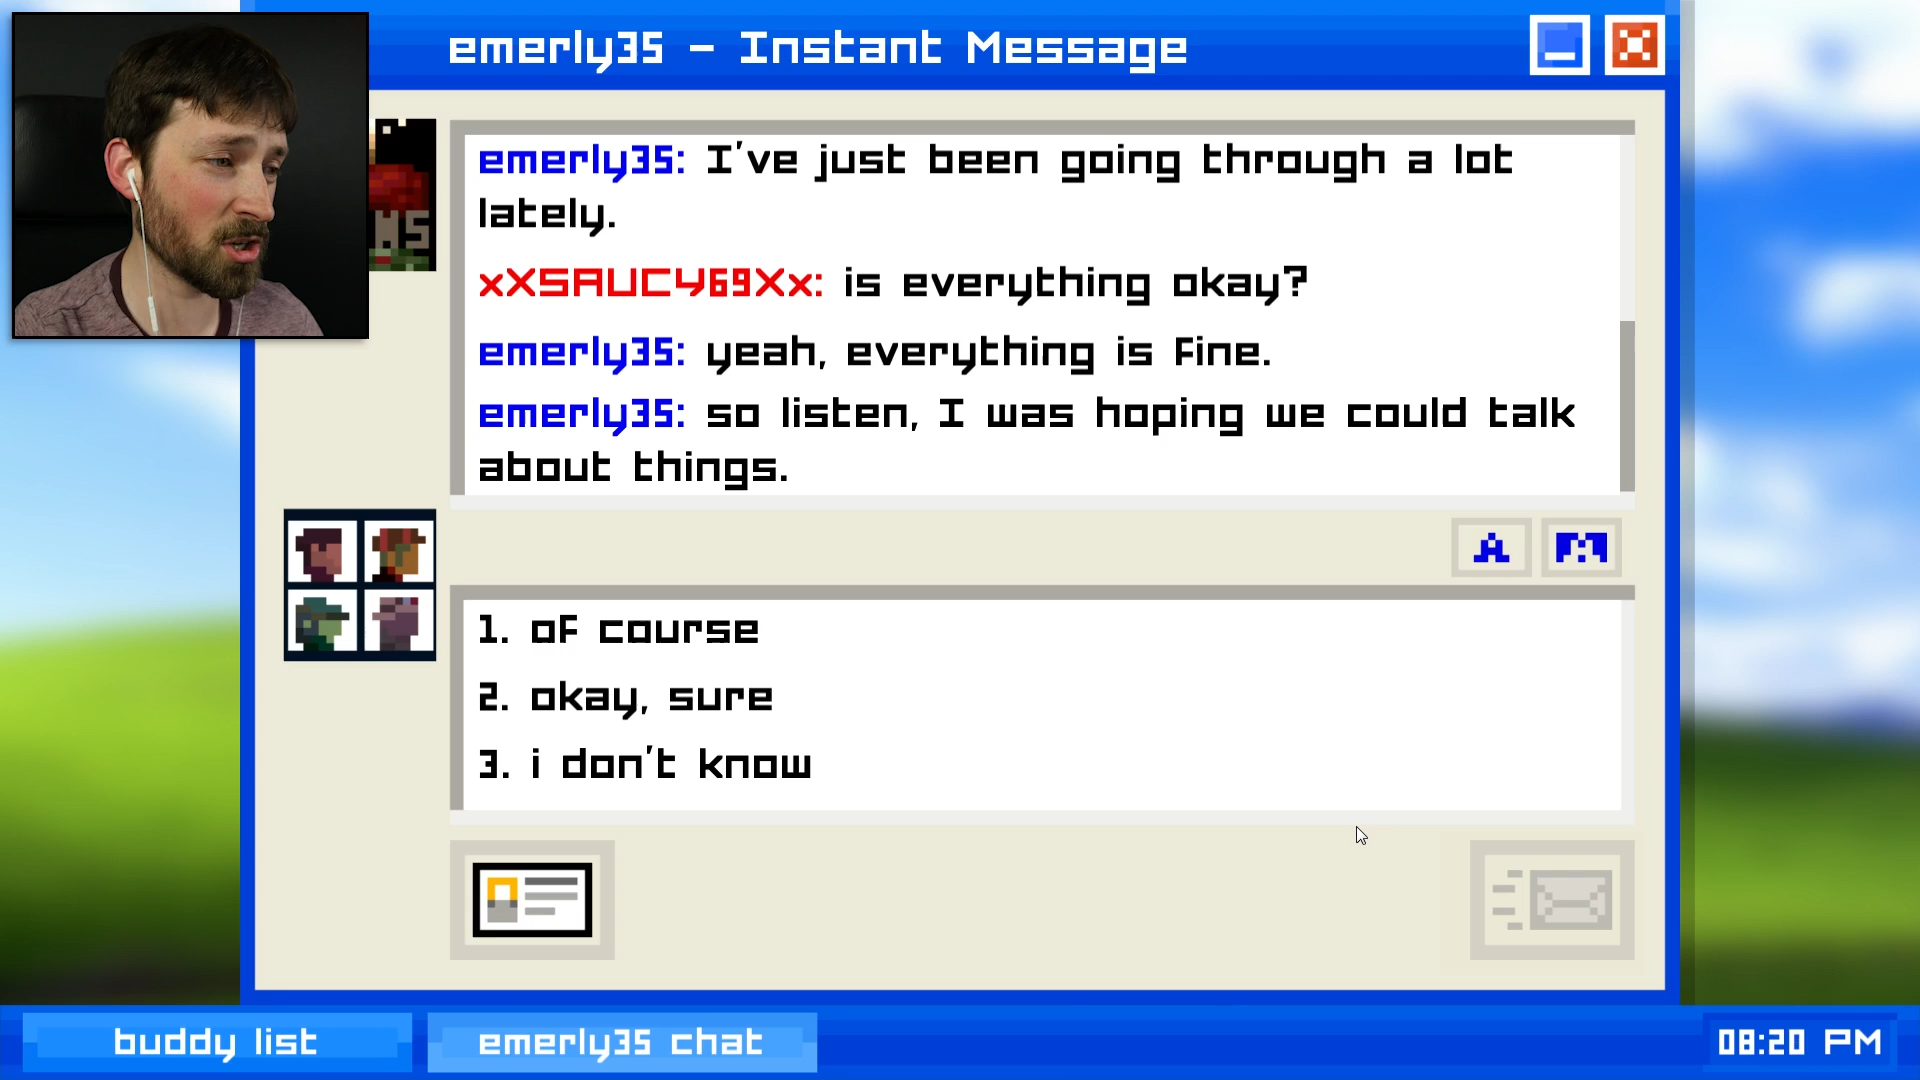 emerly35 - Instant Message
emerly35: I've just been going through a lot
lately.
xXSAUCY69Xx: is everything okay?
emerly35: yeah, everything is fine.
emerly35: so listen, I was hoping we could talk
about things.
A
1. of course
2. okay, sure
3. i don't know
buddy list
emerly35 chat
08:20 PM